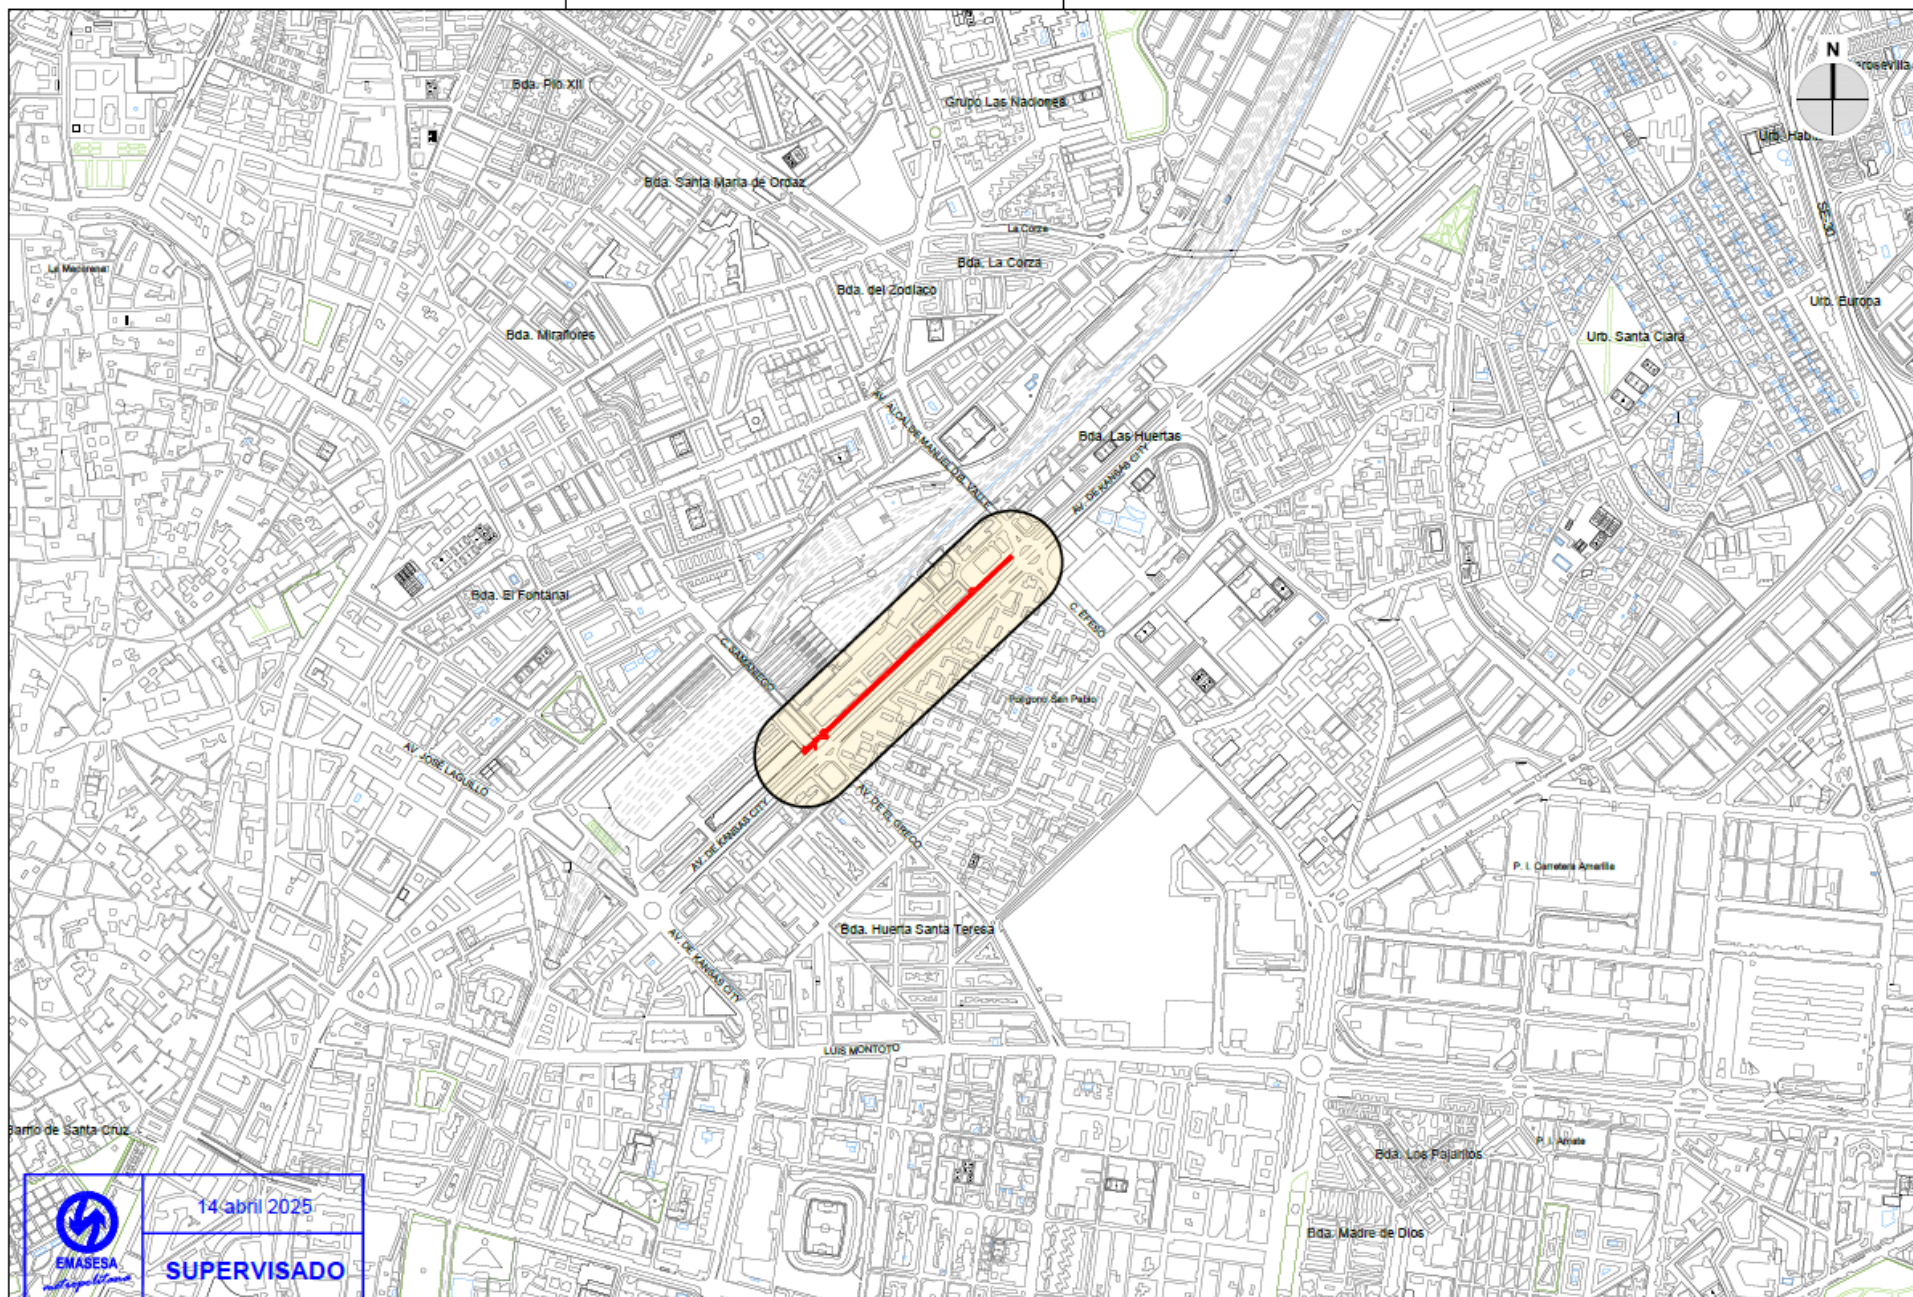 N
Bda. Pio XII
Grupo Las Naciones
Bda. Santa María de Ordaz
La Corza
Bda. La Corza
La Macarena
Bda. del Zodiaco
SE-30
Urb. Europa
Bda. Miraflores
Urb. Santa Clara
AV. ALCALDE MANUEL DEL VALLE
Bda. Las Huertas
AV. DE KANSAS CITY
Bda. El Fontanal
C. EFESO
C. SAMANIEGO
Polígono San Pablo
AV. JOSÉ LAGUILLO
AV. DE KANSAS CITY
AV. DE EL GRECO
P. I. Carretera Amarilla
Bda. Huerta Santa Teresa
AV. DE KANSAS CITY
LUIS MONTOTO
Barrio de Santa Cruz
P. I. Amate
Bda. Los Pajaritos
14 abril 2025
Bda. Madre de Dios
EMASESA
metropolitana
SUPERVISADO